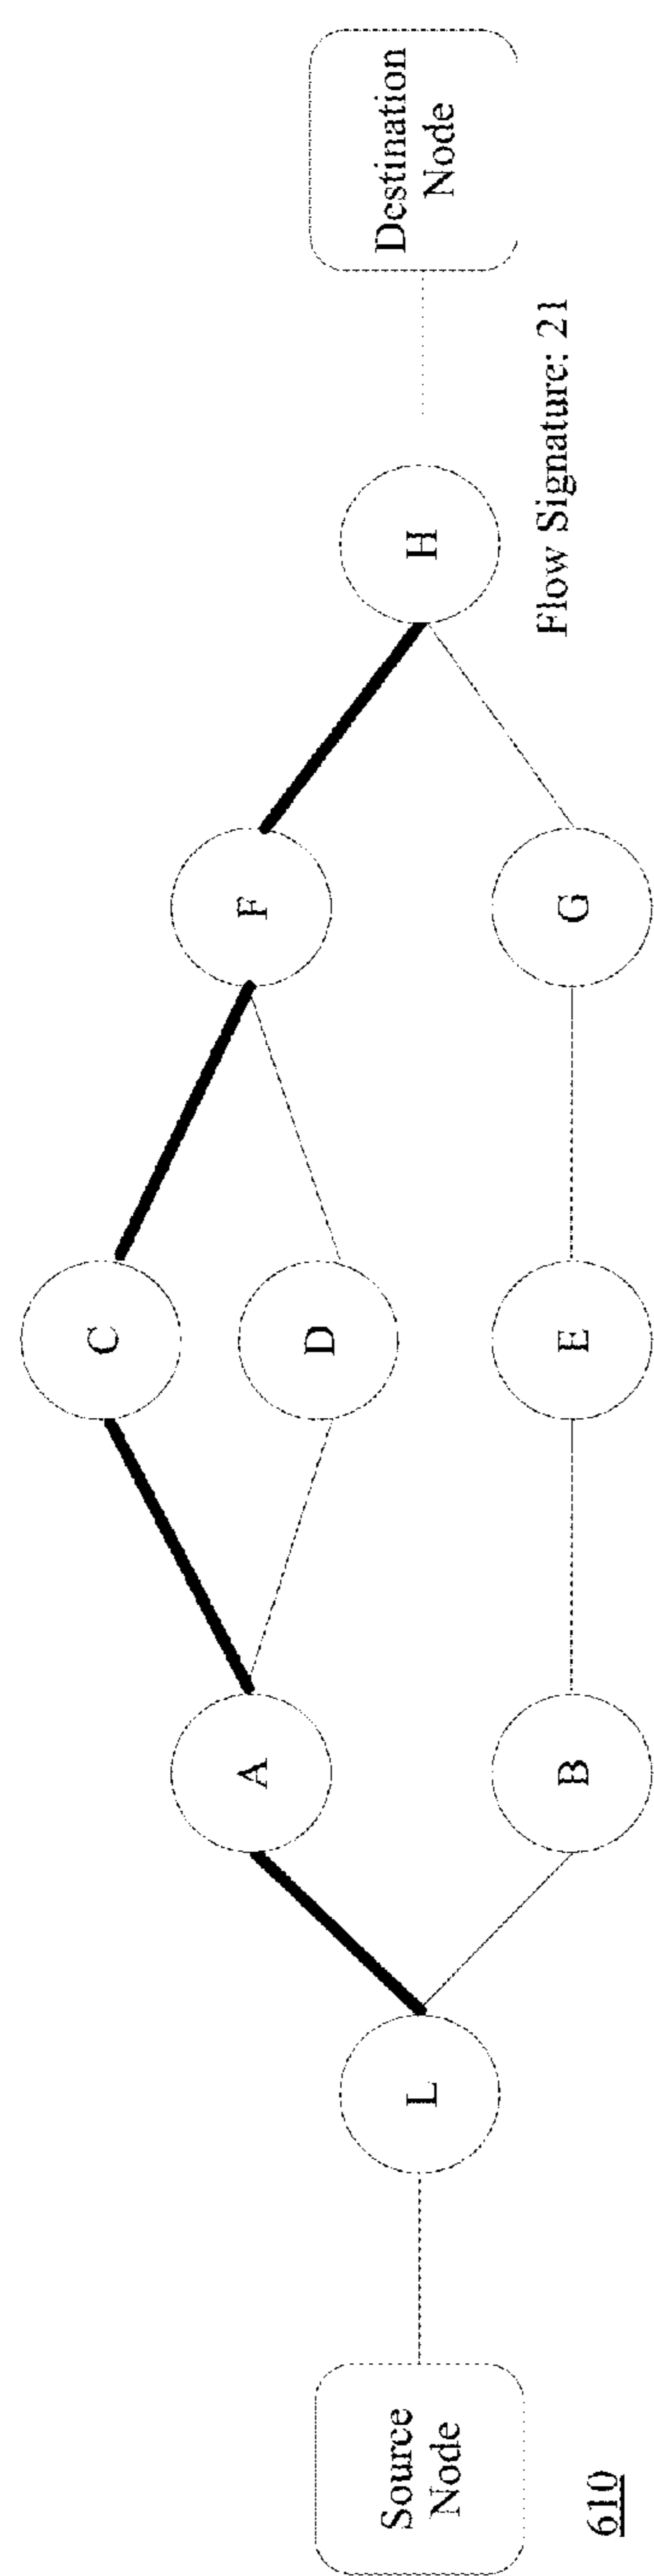 Source
Node
L
A
B
C
D
E
F
G
H
Destination
Node
Flow Signature: 21
610